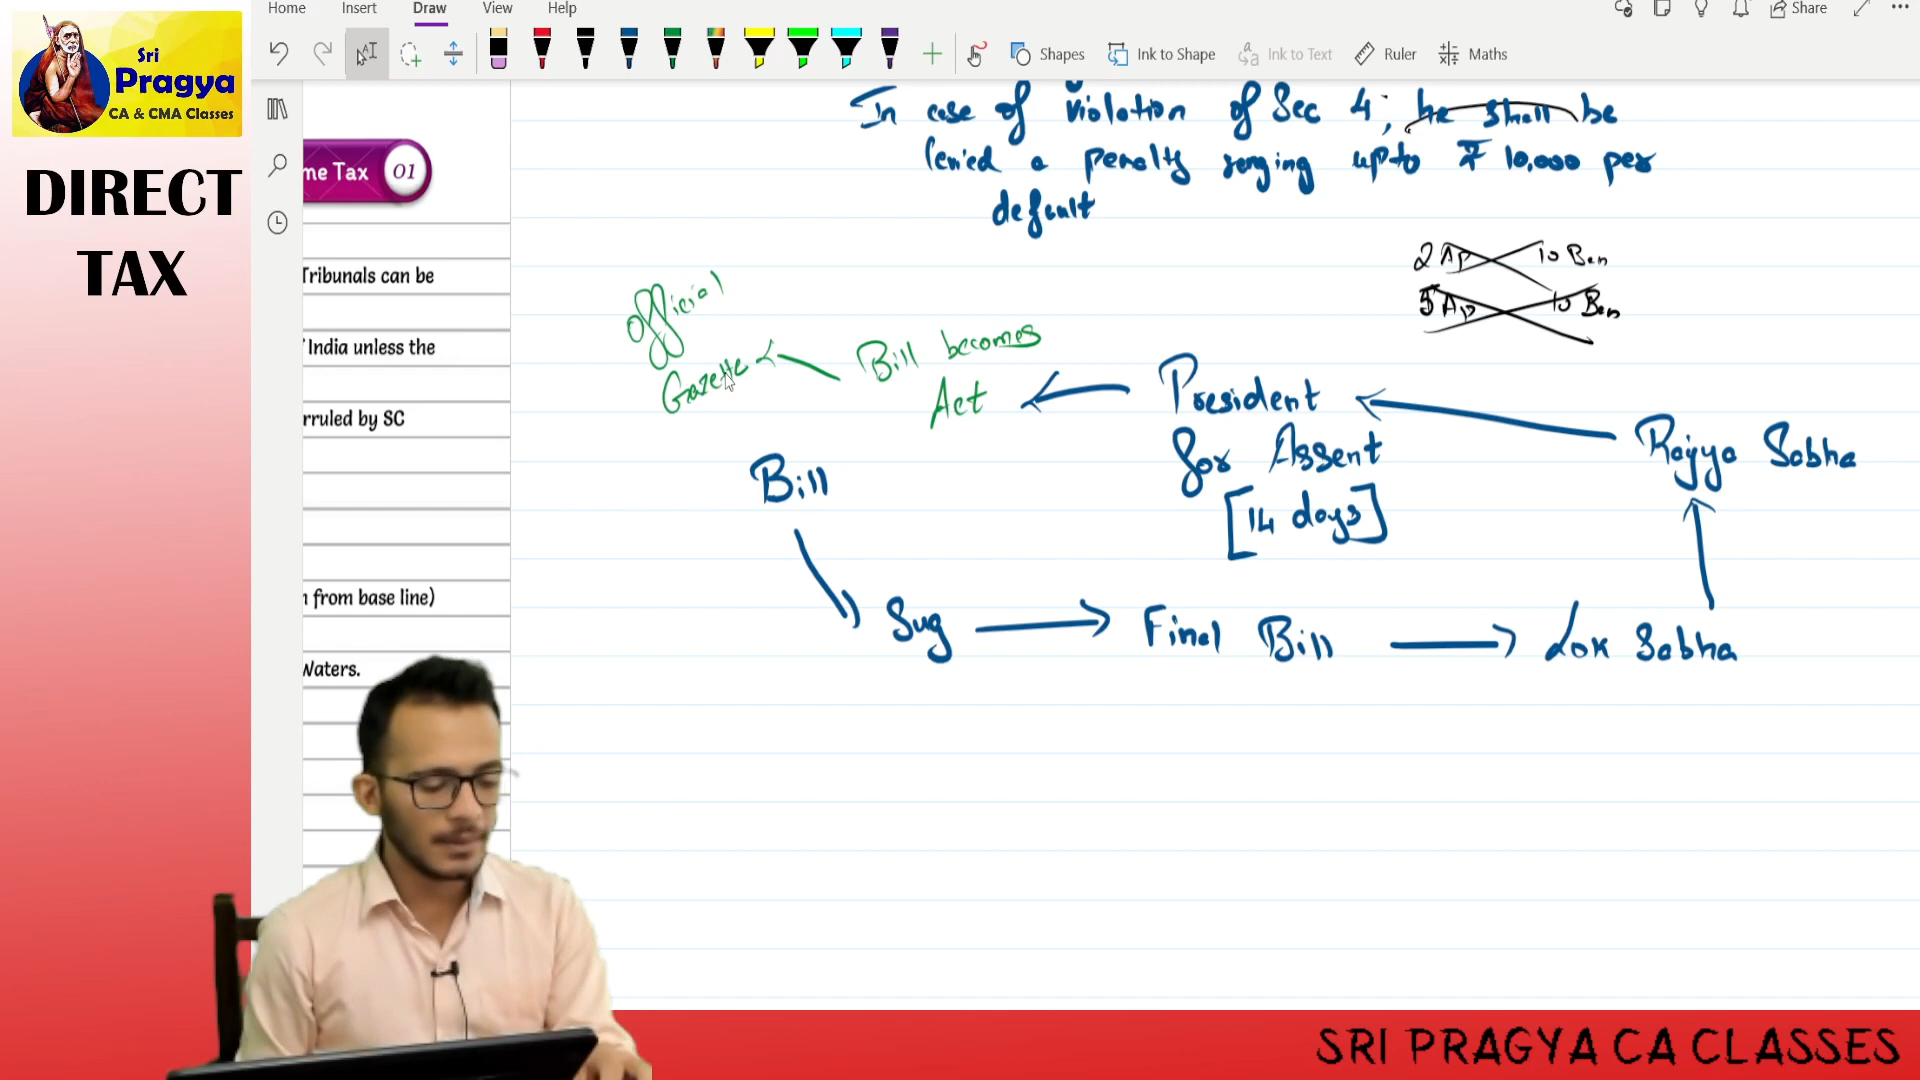 Home Insert Draw View Help Share
Sri
Pragya
CA & CMA Classes
DIRECT
TAX
Shapes Ink to Shape Ink to Text Ruler Maths
me Tax 01
Tribunals can be
India unless the
rruled by SC
from base line)
Waters.
In case of violation of Sec 4; he shall be
levied a penalty ranging upto ₹ 10,000 per
default
2 Ap 10 Ben
5 Ap 10 Ben
Official
Gazette
Bill becomes
Act
President
for Assent
[14 days]
Rajya Sabha
Bill
Sug
Final Bill
Lok Sabha
SRI PRAGYA CA CLASSES